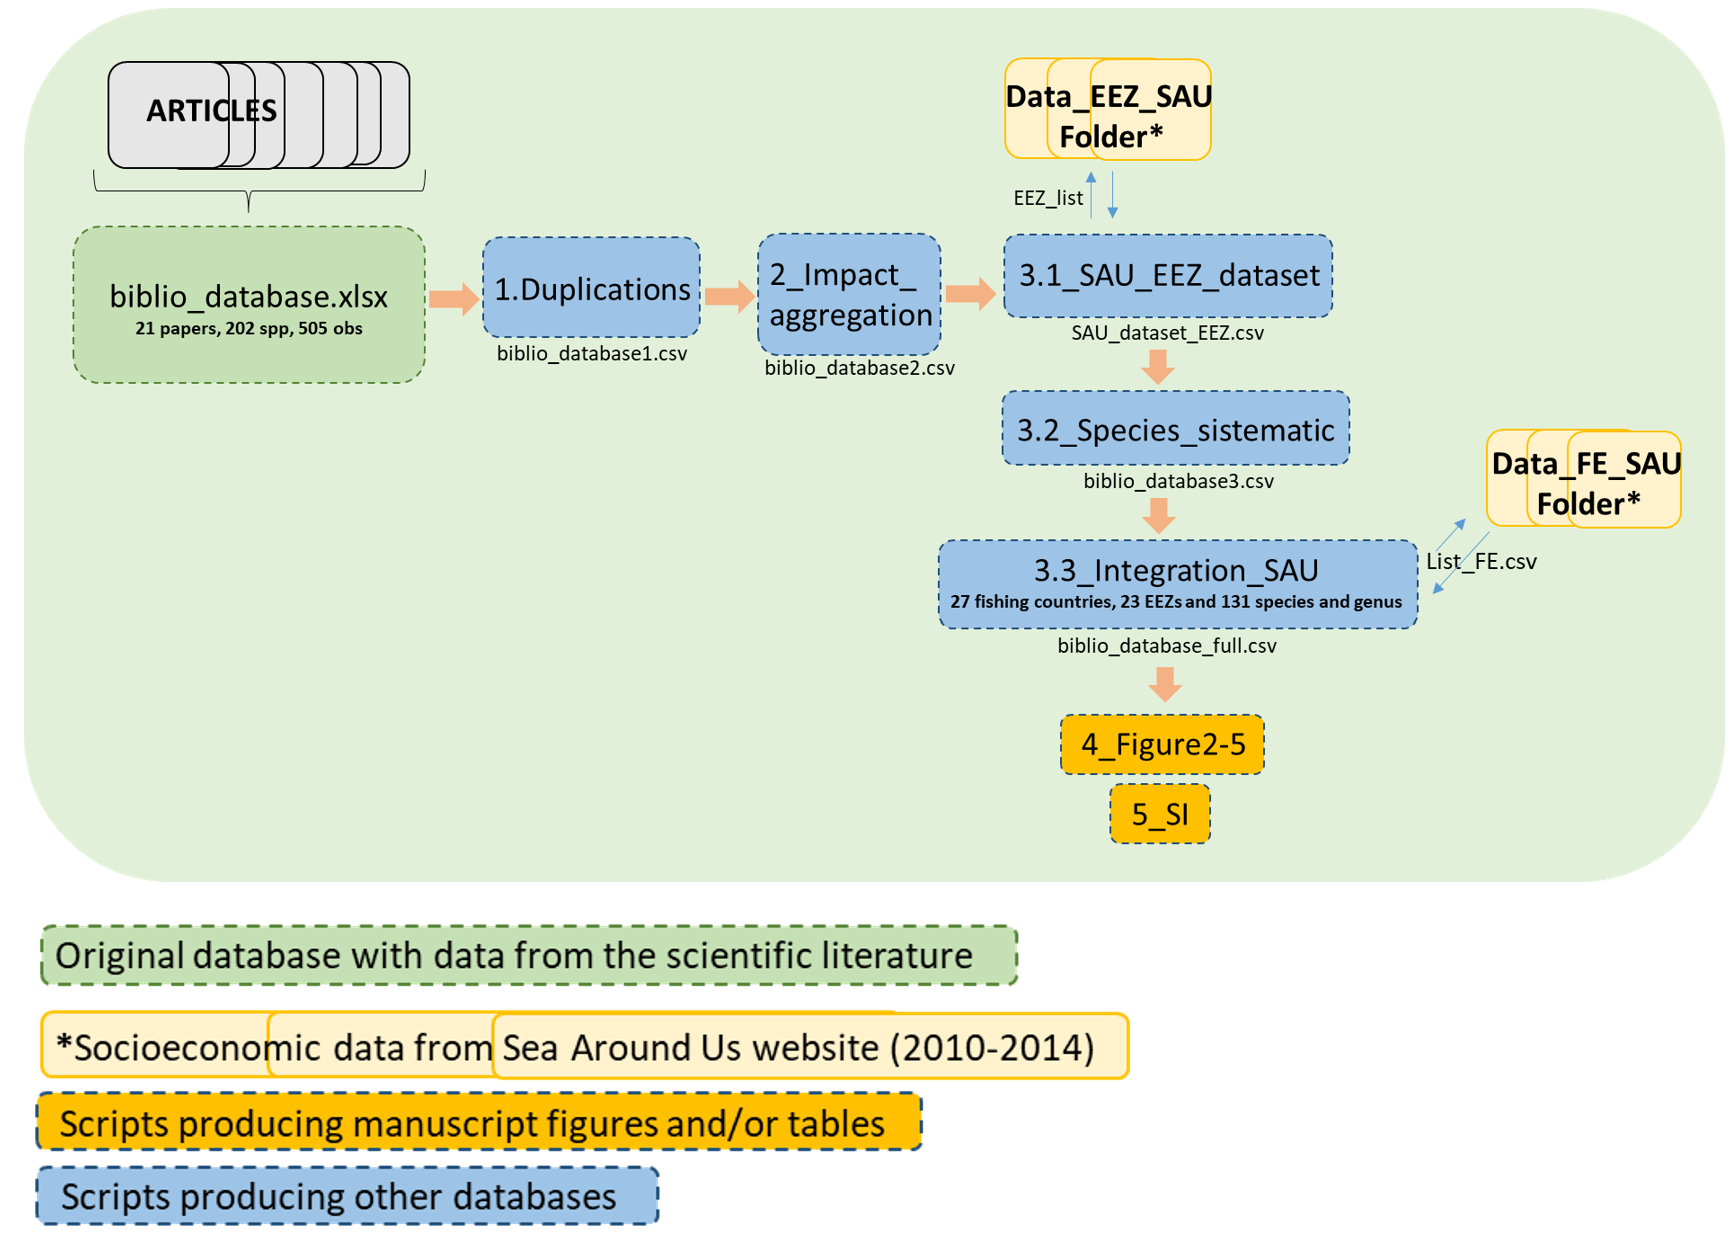 ARTICLES
biblio_database.xlsx
21 papers, 202 spp, 505 obs
1.Duplications
biblio_database1.csv
2_Impact_
aggregation
biblio_database2.csv
Data_EEZ_SAU
Folder*
EEZ_list
3.1_SAU_EEZ_dataset
SAU_dataset_EEZ.csv
3.2_Species_sistematic
biblio_database3.csv
Data_FE_SAU
Folder*
List_FE.csv
3.3_Integration_SAU
27 fishing countries, 23 EEZs and 131 species and genus
biblio_database_full.csv
4_Figure2-5
5_SI
Original database with data from the scientific literature
*Socioeconomic data from Sea Around Us website (2010-2014)
Scripts producing manuscript figures and/or tables
Scripts producing other databases